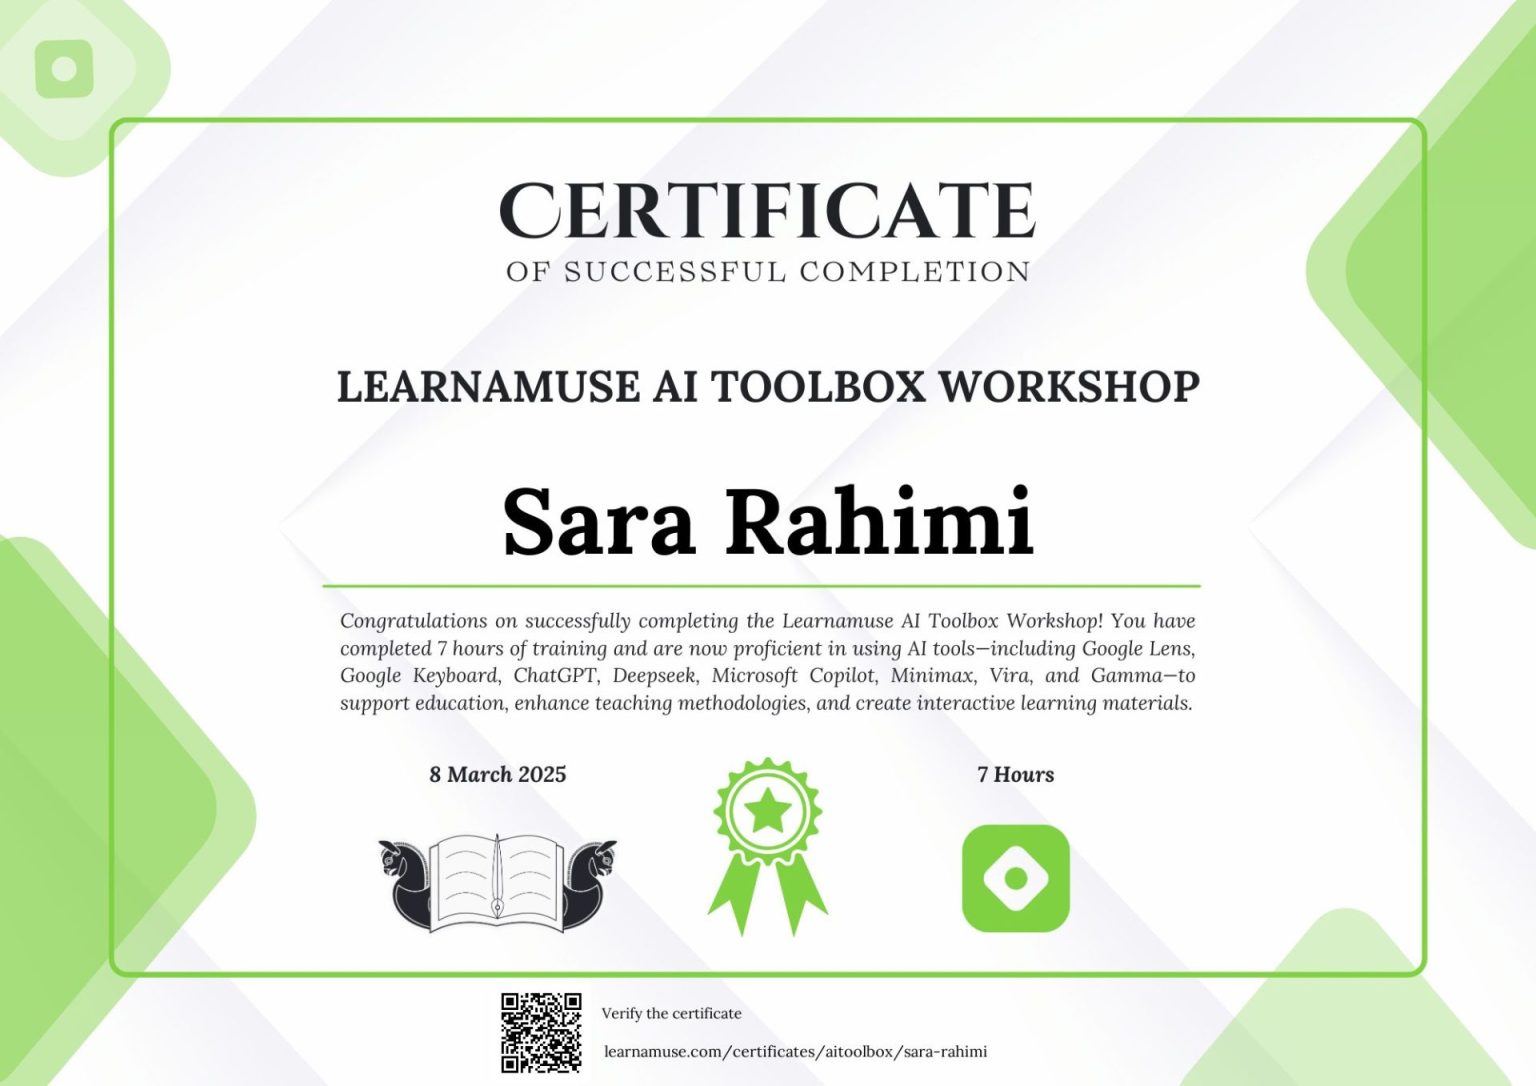 CERTIFICATE
OF SUCCESSFUL COMPLETION
LEARNAMUSE AI TOOLBOX WORKSHOP
Sara Rahimi
Congratulations on successfully completing the Learnamuse AI Toolbox Workshop! You have
completed 7 hours of training and are now proficient in using AI tools—including Google Lens,
Google Keyboard, ChatGPT, Deepseek, Microsoft Copilot, Minimax, Vira, and Gamma—to
support education, enhance teaching methodologies, and create interactive learning materials.
8 March 2025
7 Hours
Verify the certificate
learnamuse.com/certificates/aitoolbox/sara-rahimi